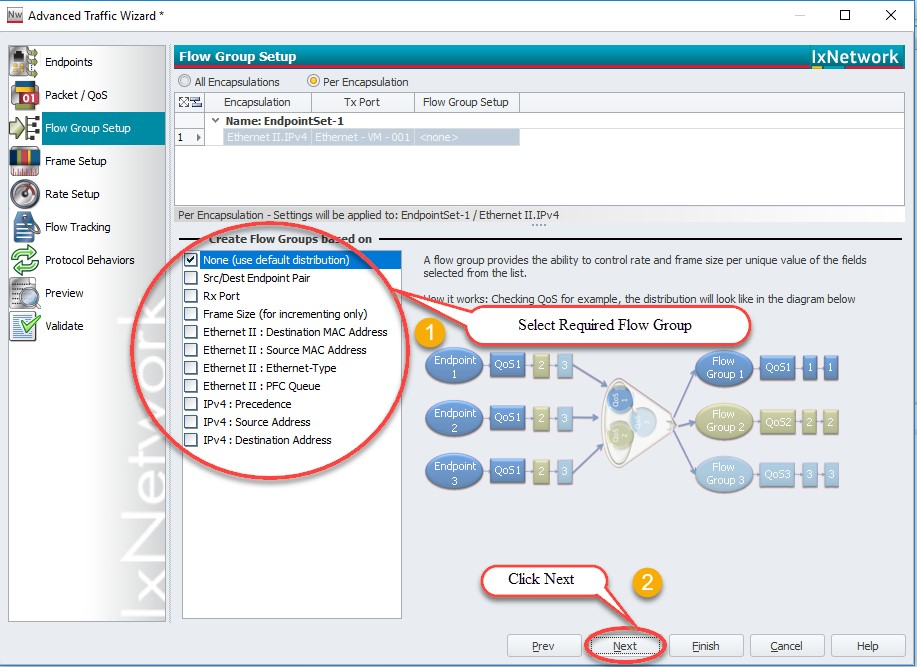 Nw Advanced Traffic Wizard *
Endpoints
Packet / QoS
Flow Group Setup
Frame Setup
Rate Setup
Flow Tracking
Protocol Behaviors
Preview
Validate
IxNetwork
Flow Group Setup
IxNetwork
All Encapsulations Per Encapsulation
Encapsulation Tx Port Flow Group Setup
Name: EndpointSet-1
1 Ethernet II.IPv4 Ethernet - VM - 001 <none>
Per Encapsulation - Settings will be applied to: EndpointSet-1 / Ethernet II.IPv4
Create Flow Groups based on
None (use default distribution)
Src/Dest Endpoint Pair
Rx Port
Frame Size (for incrementing only)
Ethernet II : Destination MAC Address
Ethernet II : Source MAC Address
Ethernet II : Ethernet-Type
Ethernet II : PFC Queue
IPv4 : Precedence
IPv4 : Source Address
IPv4 : Destination Address
A flow group provides the ability to control rate and frame size per unique value of the fields
selected from the list.
How it works: Checking QoS for example, the distribution will look like in the diagram below
Select Required Flow Group
1
Endpoint
1
QoS1 2 3
Endpoint
2
QoS1 2 3
Endpoint
3
QoS1 2 3
QoS 1
QoS 2
Flow
Group 1
QoS1 1 1
Flow
Group 2
QoS2 2 2
Flow
Group 3
QoS3 3 3
Click Next
2
Prev Next Finish Cancel Help